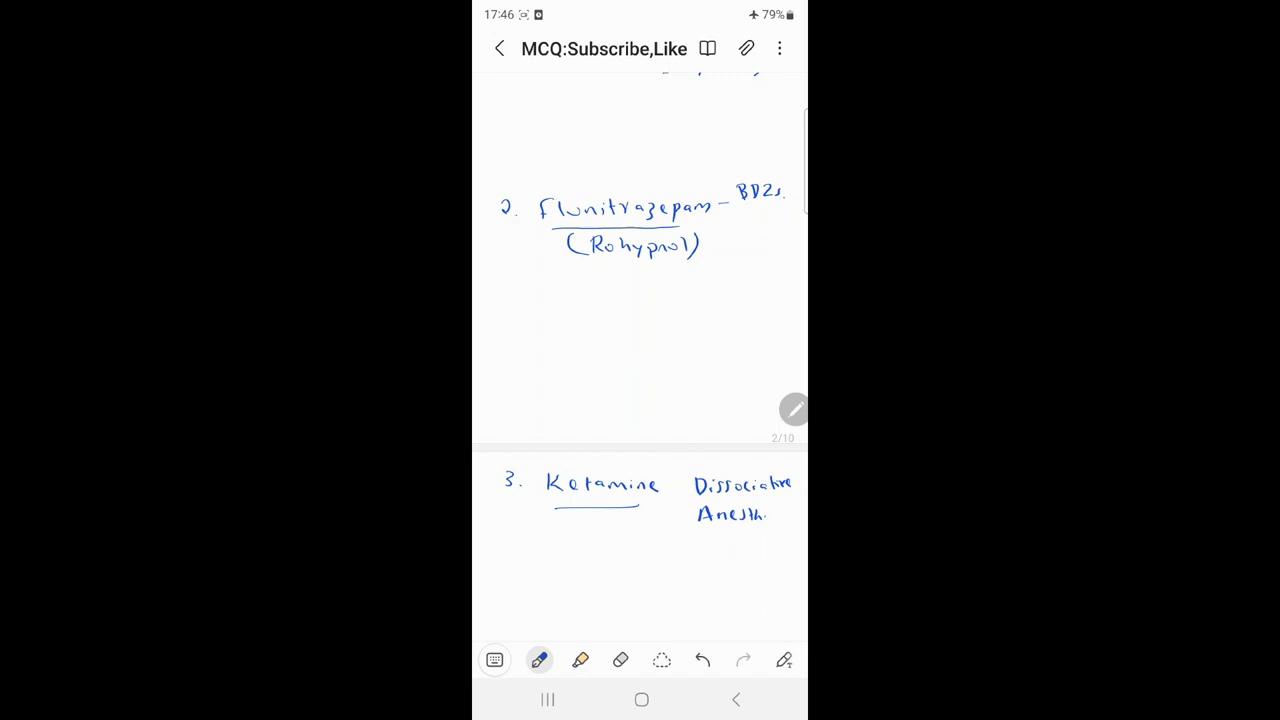 17:46 79%
MCQ:Subscribe,Like
2. Flunitrazepam - BDZs.
(Rohypnol)
2/10
3. Ketamine Dissociative
Anesth.